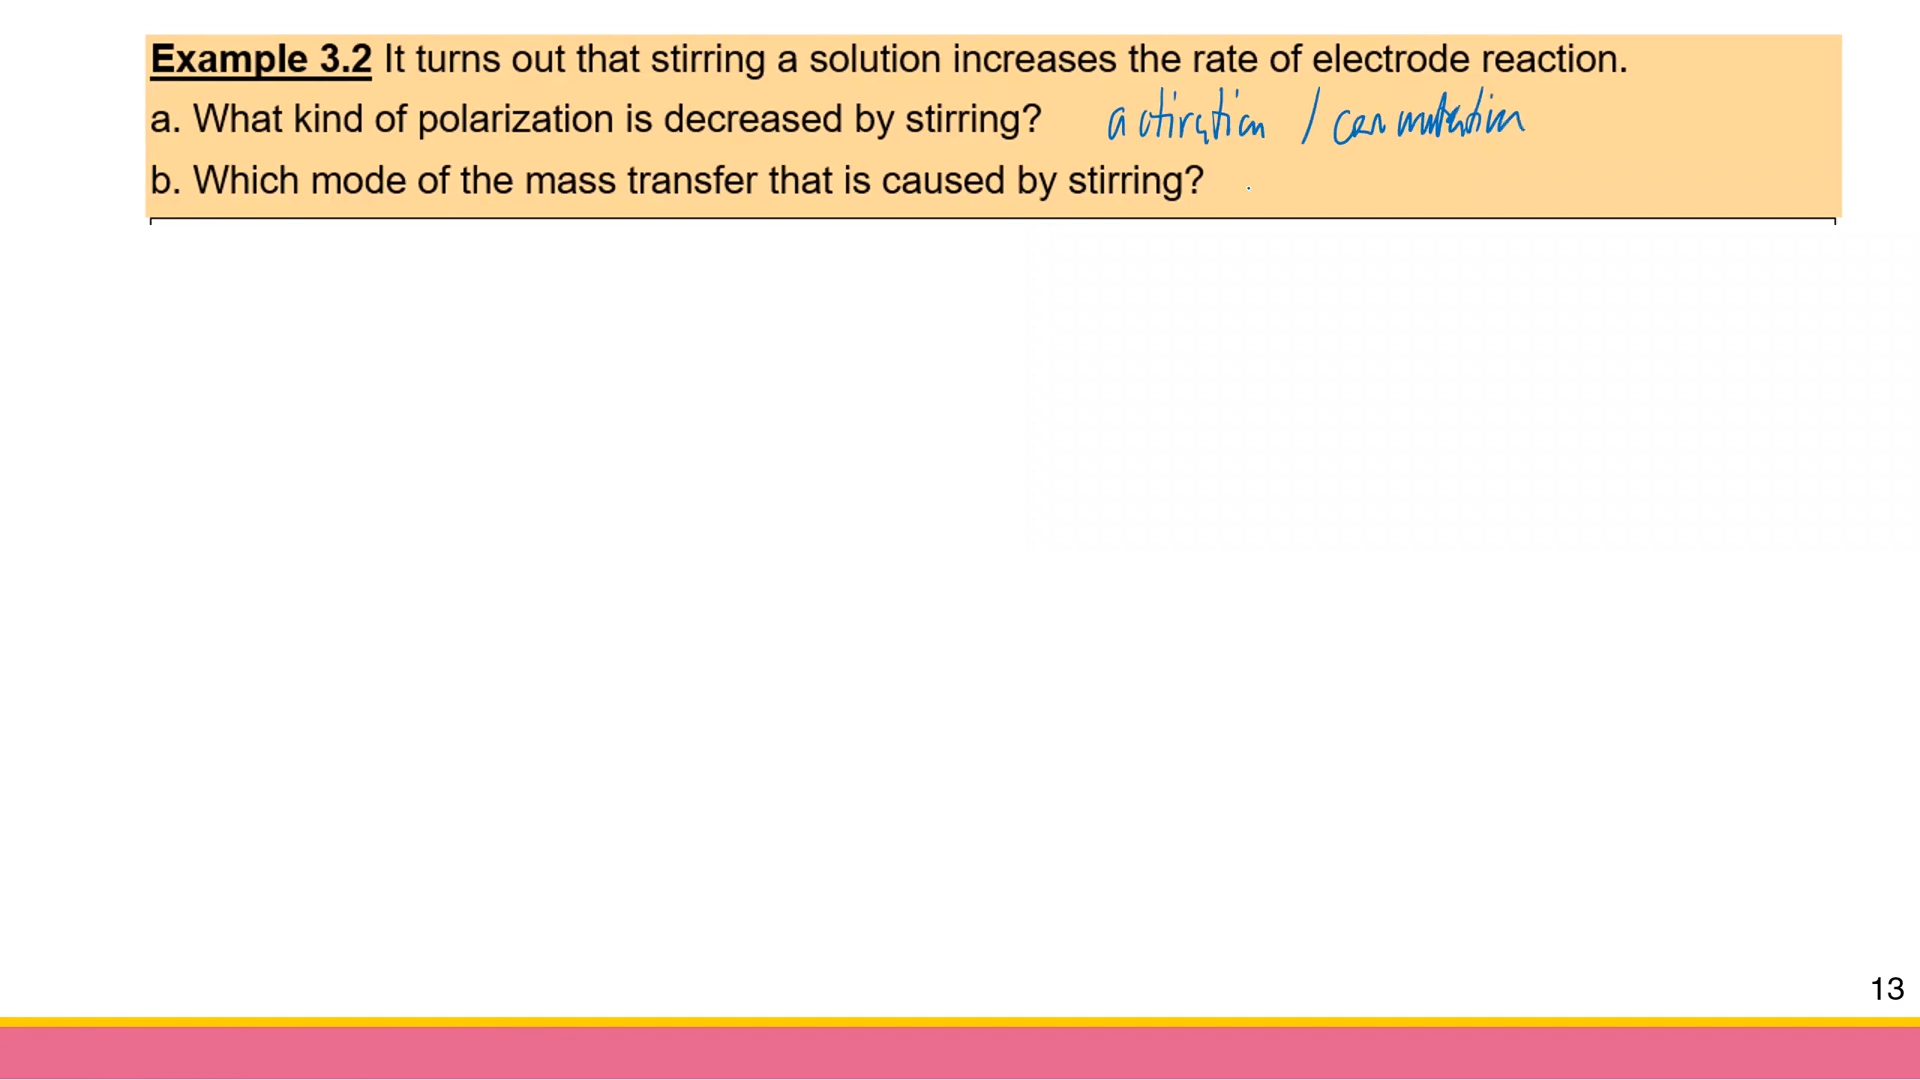 Example 3.2 It turns out that stirring a solution increases the rate of electrode reaction.
a. What kind of polarization is decreased by stirring? activation / concentration
b. Which mode of the mass transfer that is caused by stirring?
13